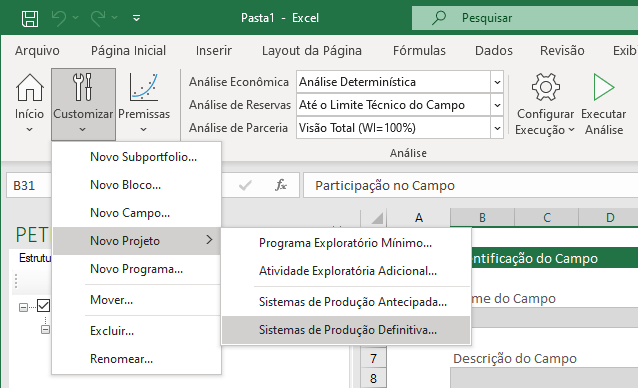 Pasta1 - Excel
Pesquisar
Arquivo Página Inicial Inserir Layout da Página Fórmulas Dados Revisão Exib
Início
Customizar
Premissas
Análise Econômica Análise Determinística
Análise de Reservas Até o Limite Técnico do Campo
Análise de Parceria Visão Total (WI=100%)
Configurar
Execução
Executar
Análise
Análise
B31 fx Participação no Campo
Novo Subportfolio...
Novo Bloco...
Novo Campo...
Novo Projeto
Novo Programa...
Mover...
Excluir...
Renomear...
Programa Exploratório Mínimo...
Atividade Exploratória Adicional...
Sistemas de Produção Antecipada...
Sistemas de Produção Definitiva...
PET
Estrutu
A B C D
entificação do Campo
me do Campo
7 Descrição do Campo
8